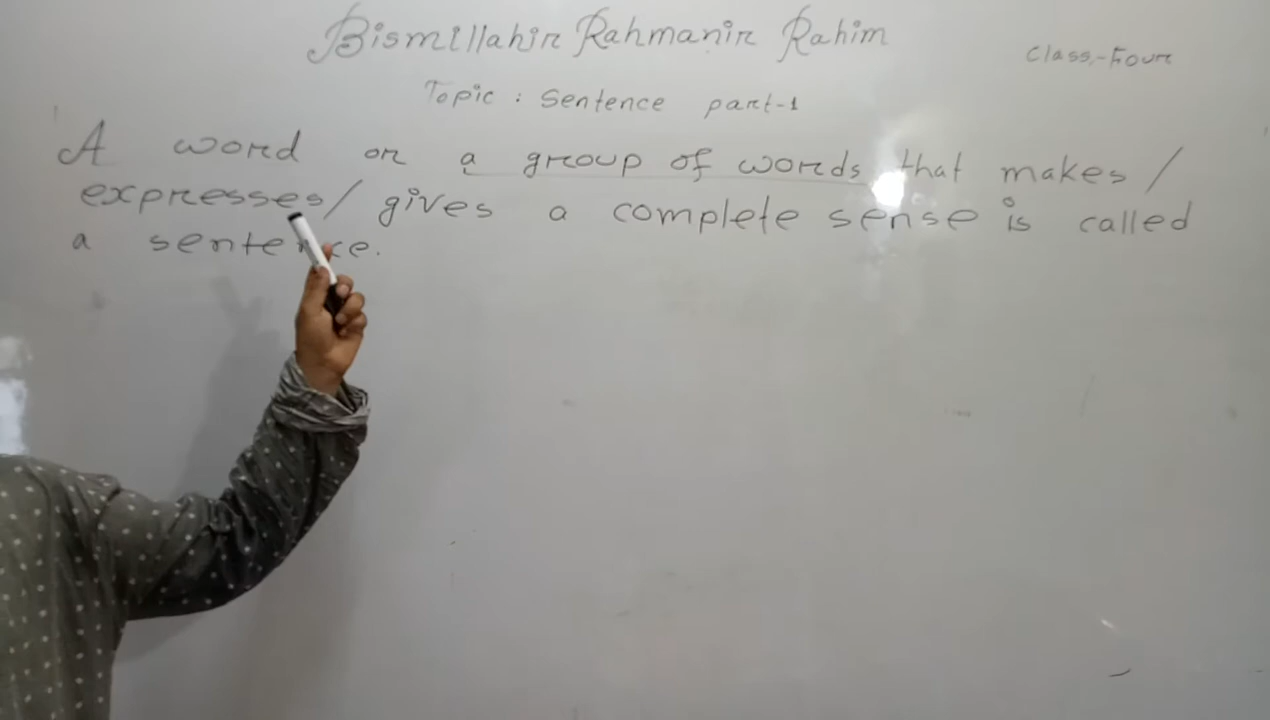 Bismillahir Rahmanir Rahim
Class-Four
Topic : Sentence part-1
A word or a group of words that makes /
expresses/ gives a complete sense is called
a sentence.